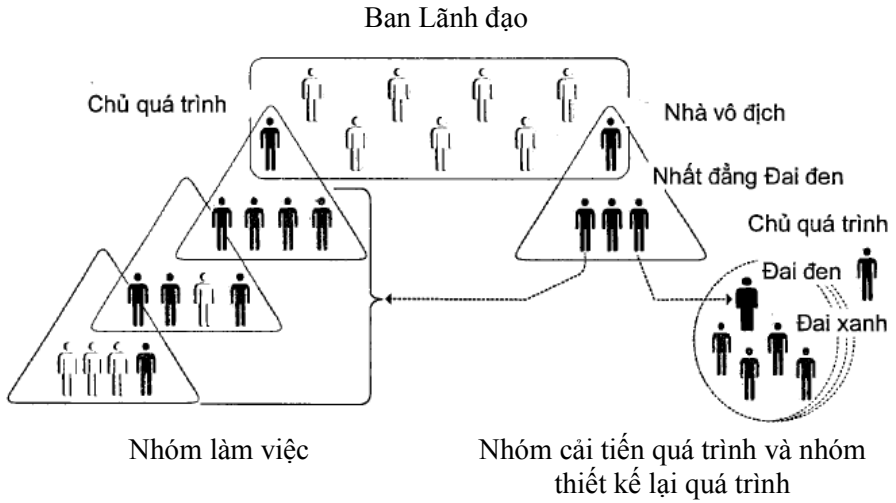 Ban Lãnh đạo
Chủ quá trình
Nhà vô địch
Nhất đẳng Đai đen
Chủ quá trình
Đai đen
Đai xanh
Nhóm làm việc
Nhóm cải tiến quá trình và nhóm
thiết kế lại quá trình